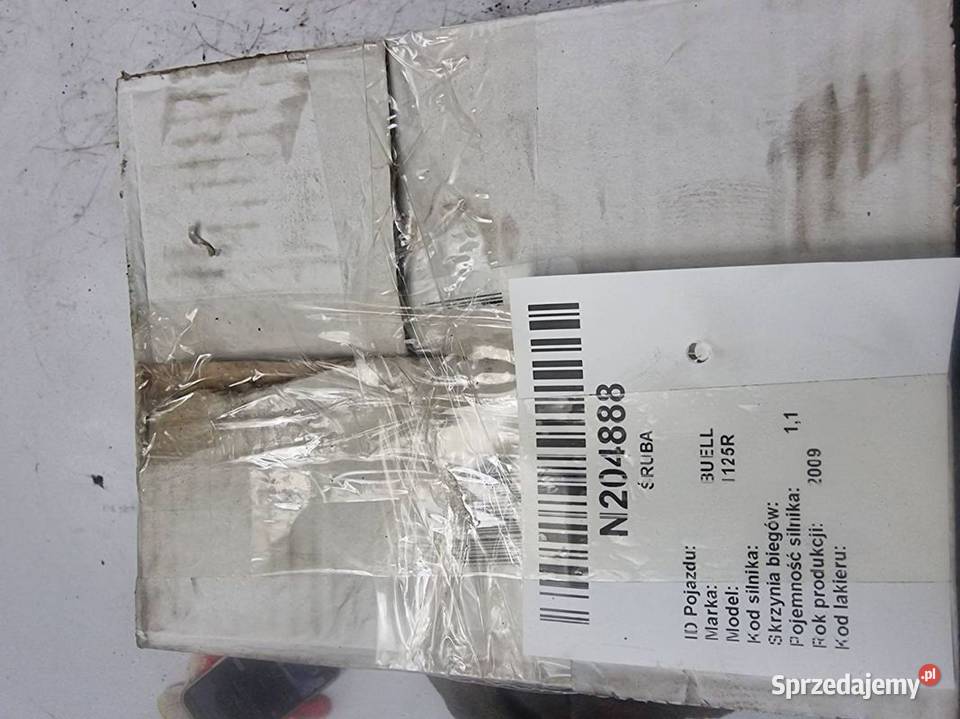 N204888
ŚRUBA
ID Pojazdu:
Marka: BUELL
Model: 1125R
Kod silnika:
Skrzynia biegów:
Pojemność silnika: 1,1
Rok produkcji: 2009
Kod lakieru:
Sprzedajemy.pl